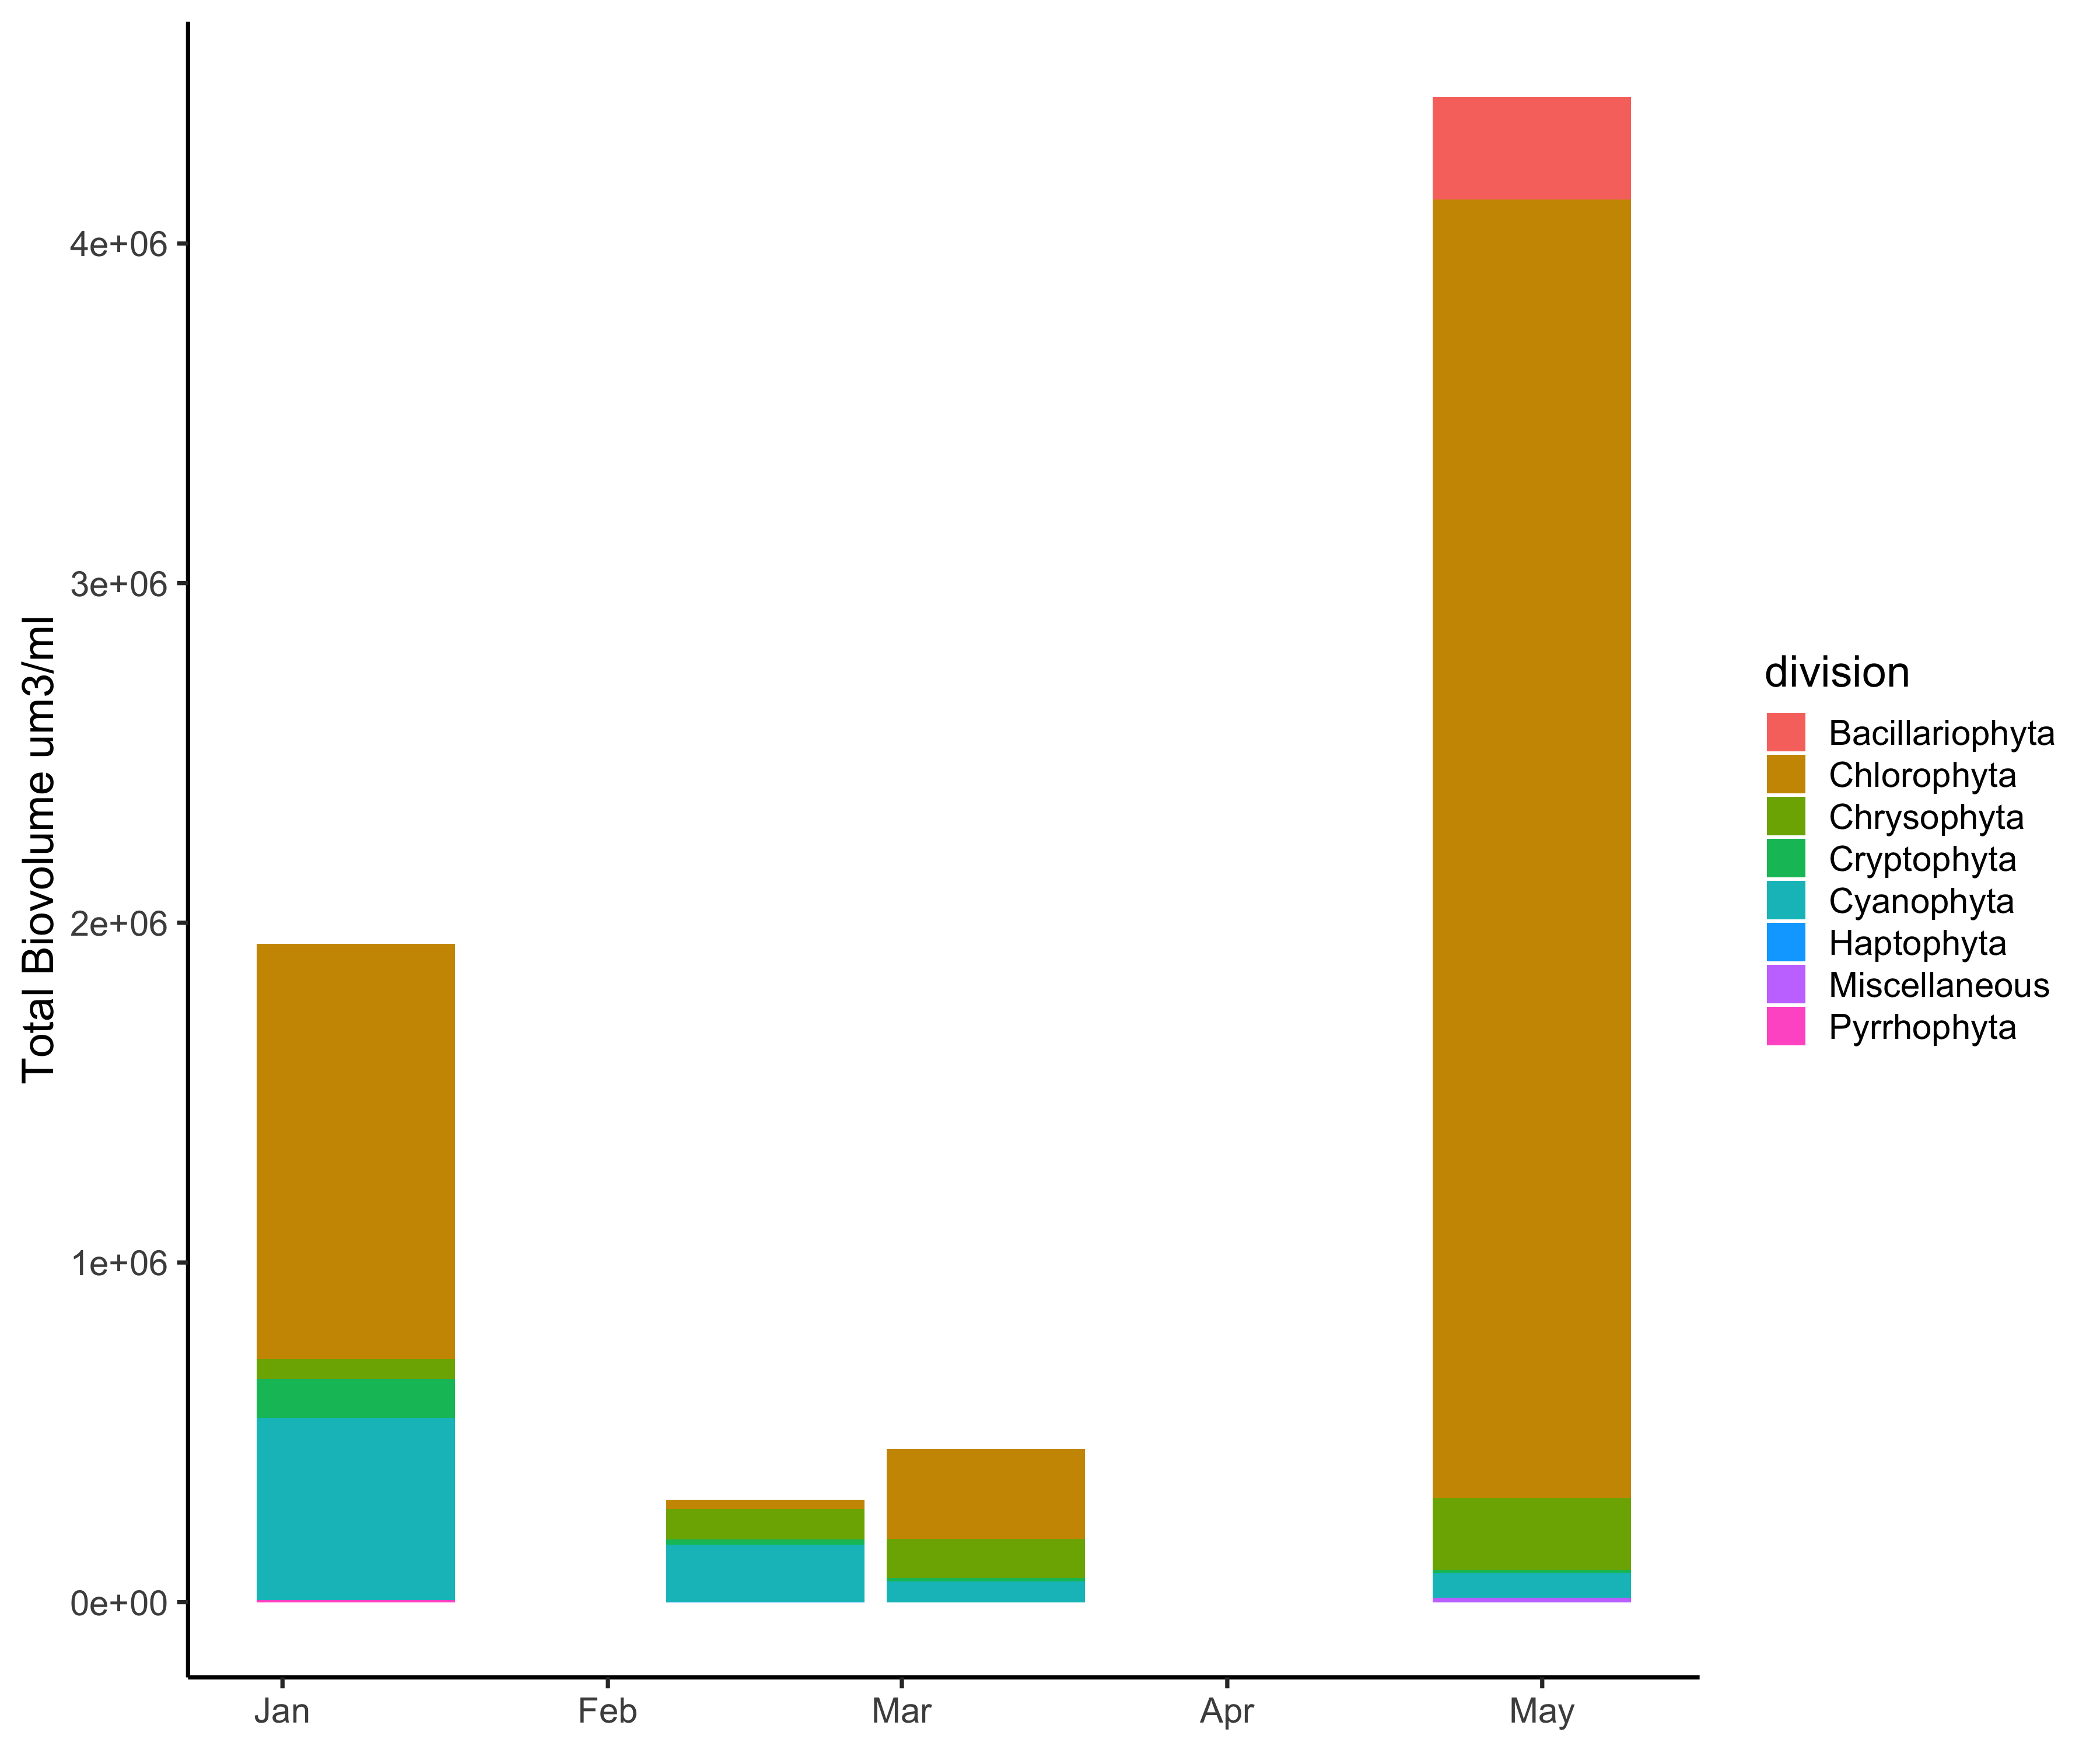 Total Biovolume um3/ml
4e+06
3e+06
2e+06
1e+06
0e+00
Jan
Feb
Mar
Apr
May
division
Bacillariophyta
Chlorophyta
Chrysophyta
Cryptophyta
Cyanophyta
Haptophyta
Miscellaneous
Pyrrhophyta